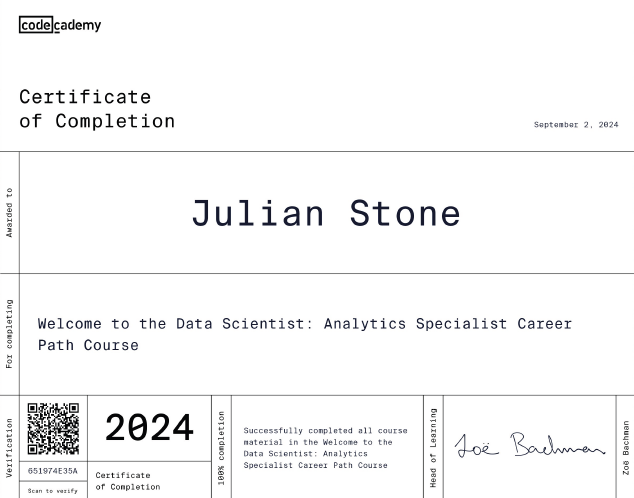 codecademy
Certificate
of Completion
September 2, 2024
Awarded to
Julian Stone
For completing
Welcome to the Data Scientist: Analytics Specialist Career
Path Course
Verification
651974E35A
Scan to verify
2024
Certificate
of Completion
100% completion
Successfully completed all course
material in the Welcome to the
Data Scientist: Analytics
Specialist Career Path Course
Head of Learning
Zoë Bachman
Zoë Bachman